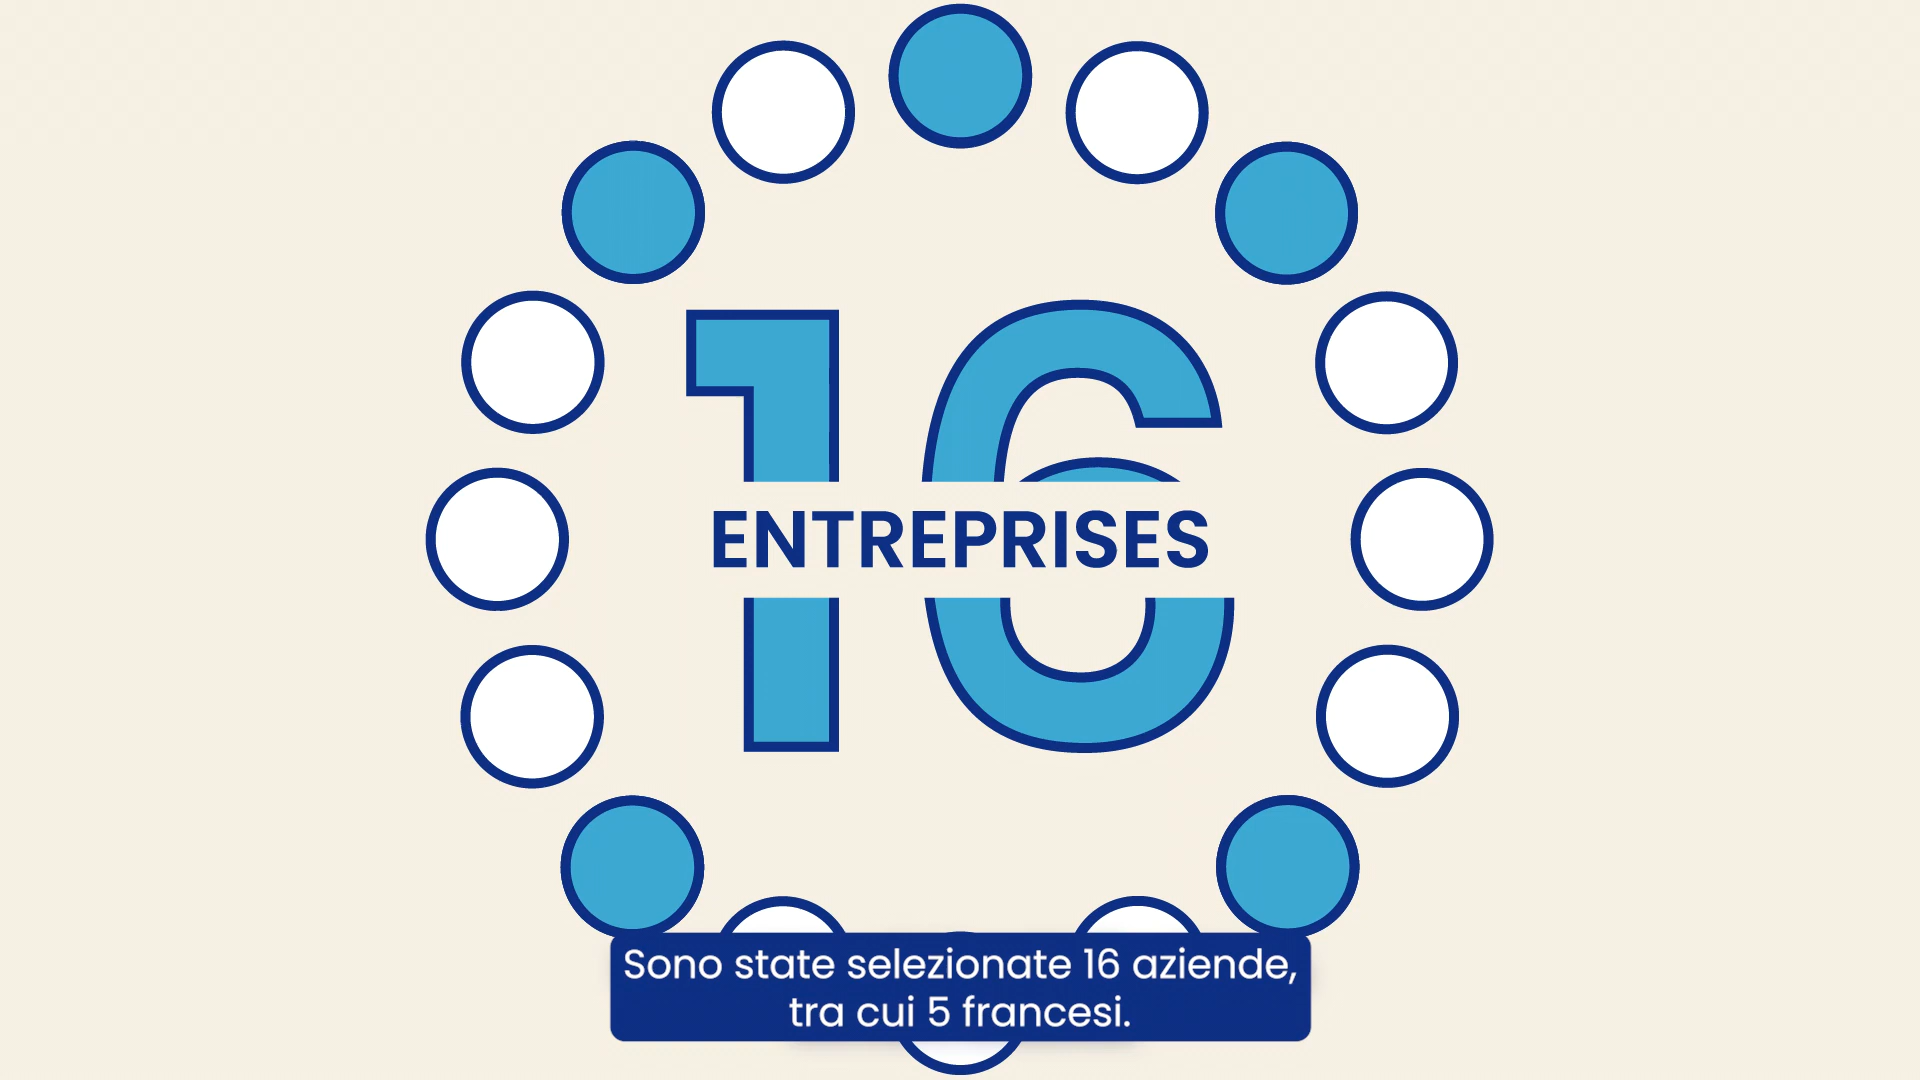 16
ENTREPRISES
Sono state selezionate 16 aziende,
tra cui 5 francesi.